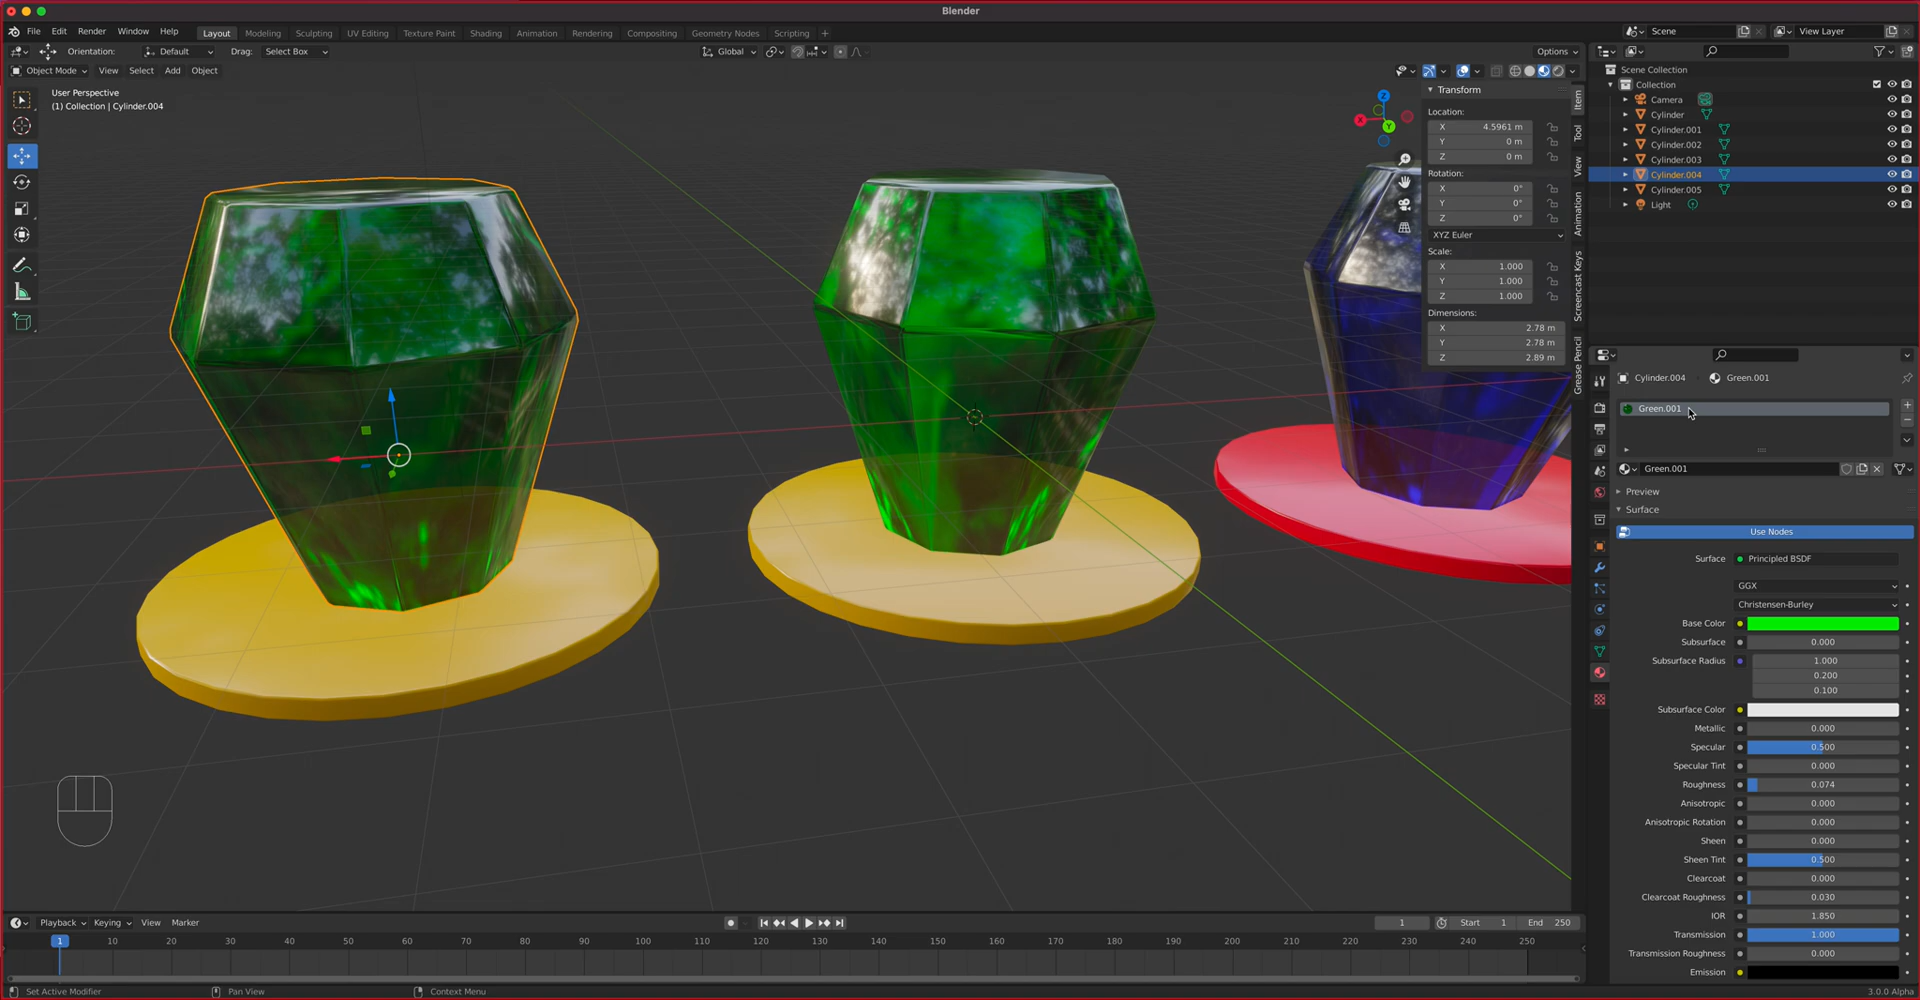 Blender
File Edit Render Window Help Layout Modeling Sculpting UV Editing Texture Paint Shading Animation Rendering Compositing Geometry Nodes Scripting + Scene View Layer
Orientation: Default Drag: Select Box Global Options
Object Mode View Select Add Object
User Perspective
(1) Collection | Cylinder.004
Z
X
Y
Transform
Location:
X 4.5961 m
Y 0 m
Z 0 m
Rotation:
X 0°
Y 0°
Z 0°
XYZ Euler
Scale:
X 1.000
Y 1.000
Z 1.000
Dimensions:
X 2.78 m
Y 2.78 m
Z 2.89 m
Item
Tool
View
Animation
Screencast Keys
Grease Pencil
Scene Collection
Collection
Camera
Cylinder
Cylinder.001
Cylinder.002
Cylinder.003
Cylinder.004
Cylinder.005
Light
Cylinder.004 Green.001
Green.001
Green.001
Preview
Surface
Use Nodes
Surface Principled BSDF
GGX
Christensen-Burley
Base Color
Subsurface 0.000
Subsurface Radius 1.000
0.200
0.100
Subsurface Color
Metallic 0.000
Specular 0.500
Specular Tint 0.000
Roughness 0.074
Anisotropic 0.000
Anisotropic Rotation 0.000
Sheen 0.000
Sheen Tint 0.500
Clearcoat 0.000
Clearcoat Roughness 0.030
IOR 1.850
Transmission 1.000
Transmission Roughness 0.000
Emission
Playback Keying View Marker 1 Start 1 End 250
1 10 20 30 40 50 60 70 80 90 100 110 120 130 140 150 160 170 180 190 200 210 220 230 240 250
Set Active Modifier Pan View Context Menu 3.0.0 Alpha